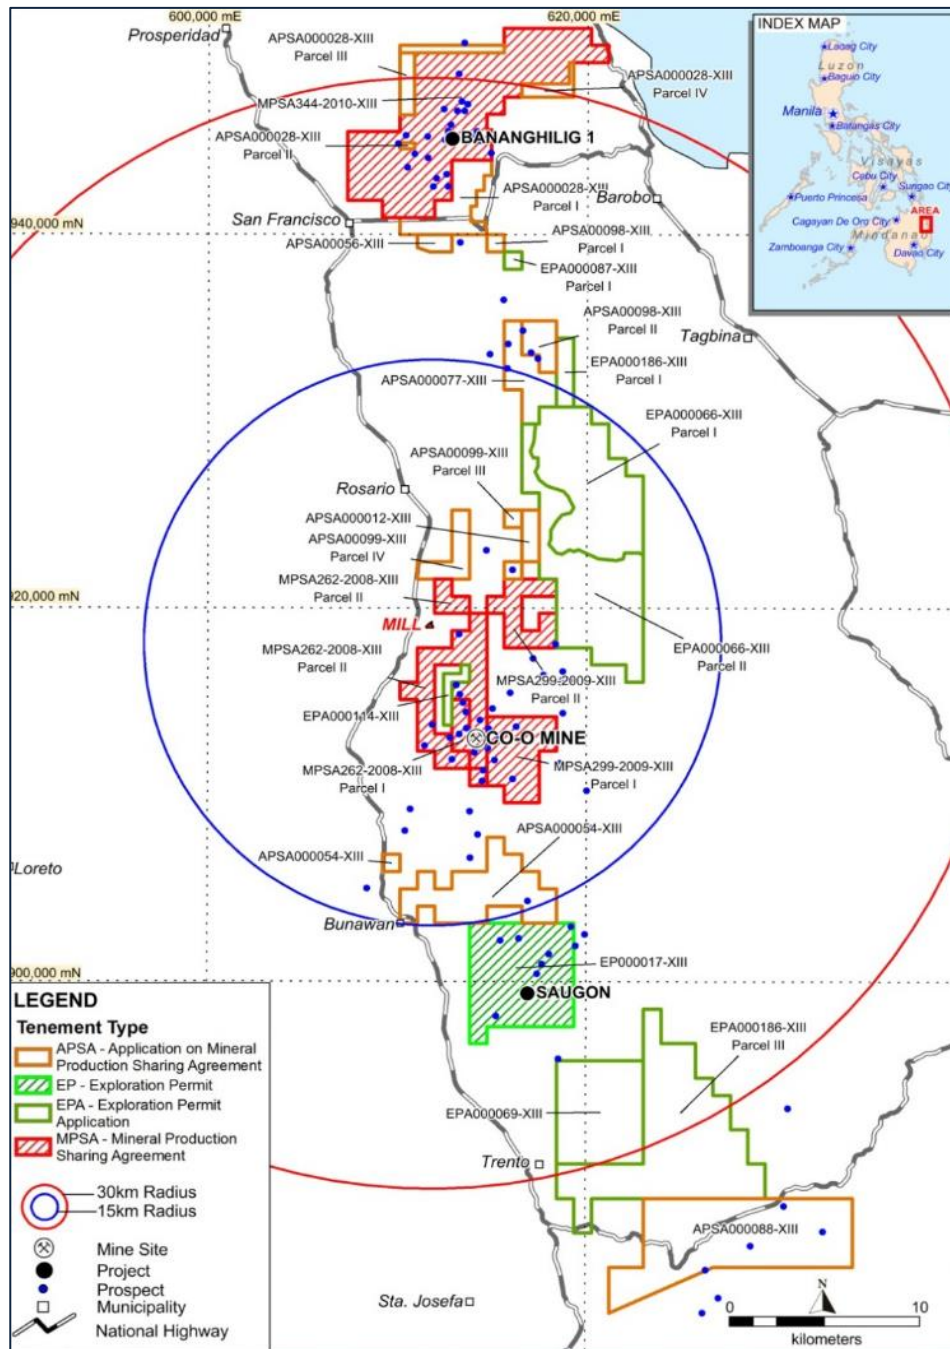 600,000 mE
620,000 mE
Prosperidad
APSA000028-XIII
Parcel III
APSA000028-XIII
Parcel IV
MPSA344-2010-XIII
APSA000028-XIII
Parcel II
BANANGHILIG 1
APSA000028-XIII
Parcel I
Barobo
San Francisco
940,000 mN
APSA00056-XIII
APSA00098-XIII
Parcel I
EPA000087-XIII
Parcel I
APSA00098-XIII
Parcel II
Tagbina
EPA000186-XIII
Parcel I
APSA000077-XIII
EPA000066-XIII
Parcel I
APSA00099-XIII
Parcel III
Rosario
APSA000012-XIII
APSA00099-XIII
Parcel IV
MPSA262-2008-XIII
Parcel II
920,000 mN
MILL
MPSA262-2008-XIII
Parcel II
EPA000066-XIII
Parcel II
MPSA299-2009-XIII
Parcel II
EPA000114-XIII
CO-O MINE
MPSA262-2008-XIII
Parcel I
MPSA299-2009-XIII
Parcel I
APSA000054-XIII
APSA000054-XIII
Loreto
Bunawan
EP000017-XIII
900,000 mN
SAUGON
EPA000186-XIII
Parcel III
EPA000069-XIII
Trento
APSA000088-XIII
Sta. Josefa
N
0 10
kilometers
INDEX MAP
Laoag City
Luzon
Baguio City
Manila
Batangas City
Visayas
Cebu City
Surigao City
Puerto Princesa
AREA
Cagayan De Oro City
Mindanao
Zamboanga City
Davao City
LEGEND
Tenement Type
APSA - Application on Mineral
Production Sharing Agreement
EP - Exploration Permit
EPA - Exploration Permit
Application
MPSA - Mineral Production
Sharing Agreement
30km Radius
15km Radius
Mine Site
Project
Prospect
Municipality
National Highway